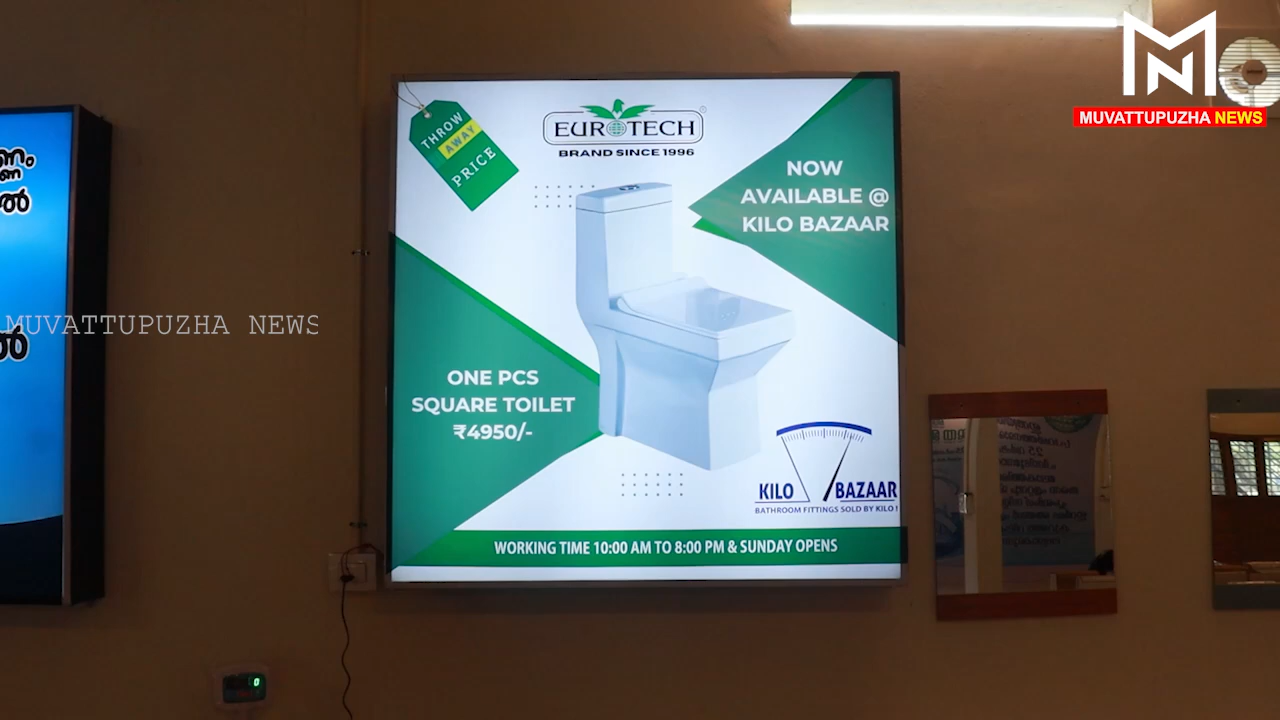 MUVATTUPUZHA NEWS
THROW
AWAY
PRICE
EUROTECH
BRAND SINCE 1996
NOW
AVAILABLE @
KILO BAZAAR
ONE PCS
SQUARE TOILET
₹4950/-
KILO BAZAAR
BATHROOM FITTINGS SOLD BY KILO !
WORKING TIME 10:00 AM TO 8:00 PM & SUNDAY OPENS
MUVATTUPUZHA NEWS
0